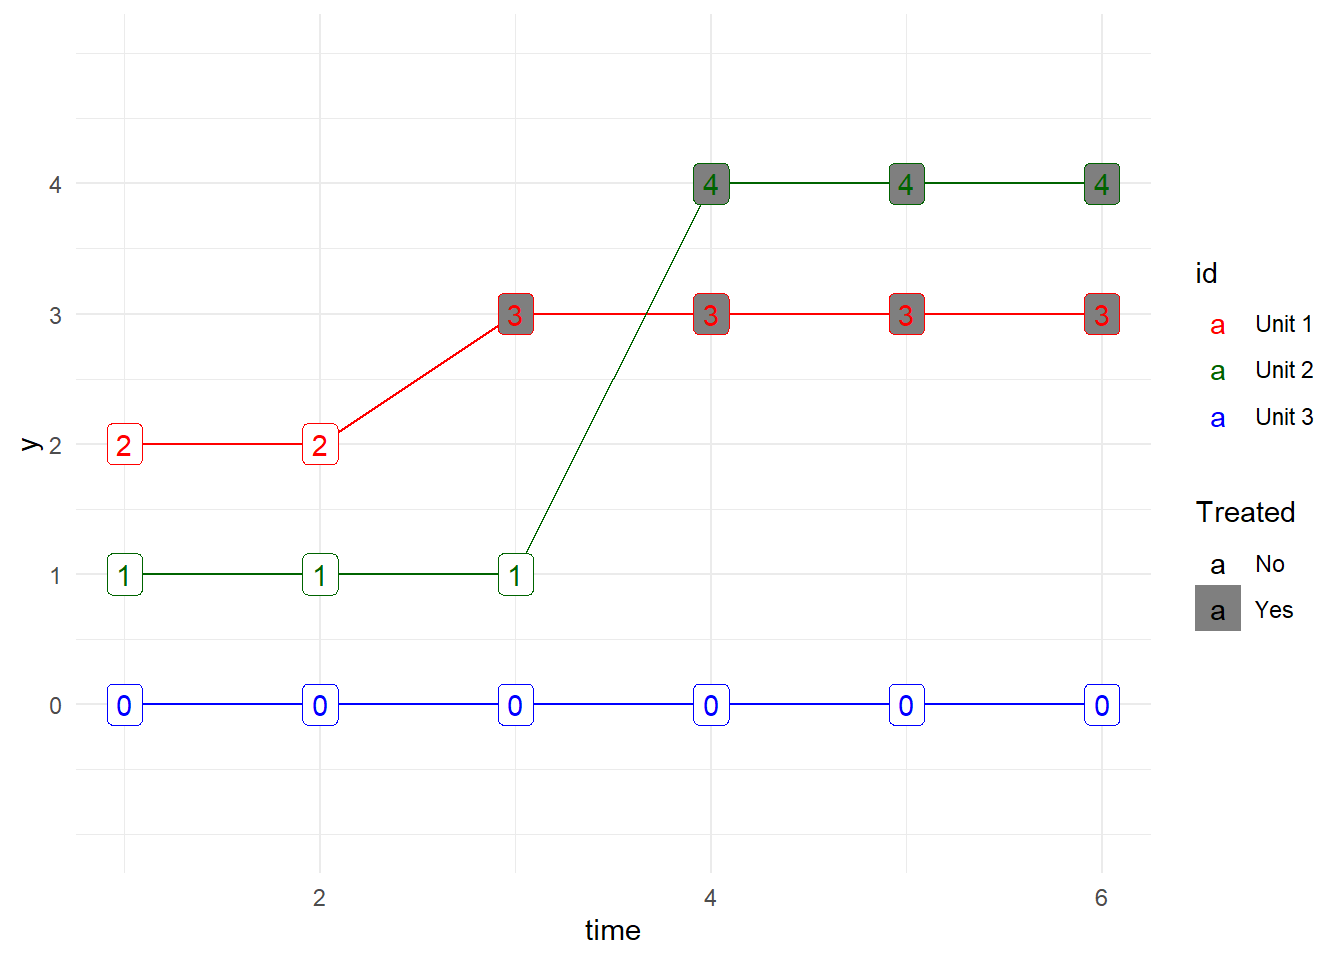 4 4 4 4
3 3 3 3 3
2 2 2
1 1 1 1
0 0 0 0 0 0 0
y
2 4 6
time
id
a Unit 1
a Unit 2
a Unit 3
Treated
a No
a Yes